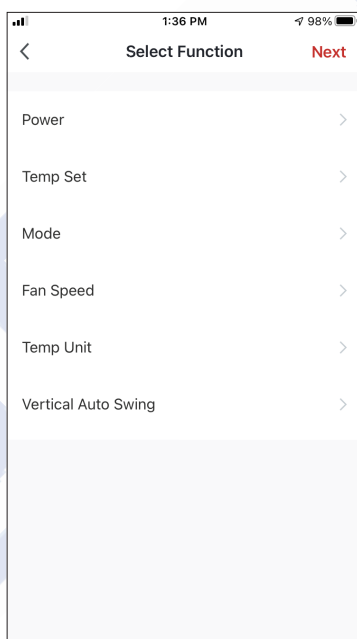 1:36 PM 98%
Select Function Next
Power
Temp Set
Mode
Fan Speed
Temp Unit
Vertical Auto Swing